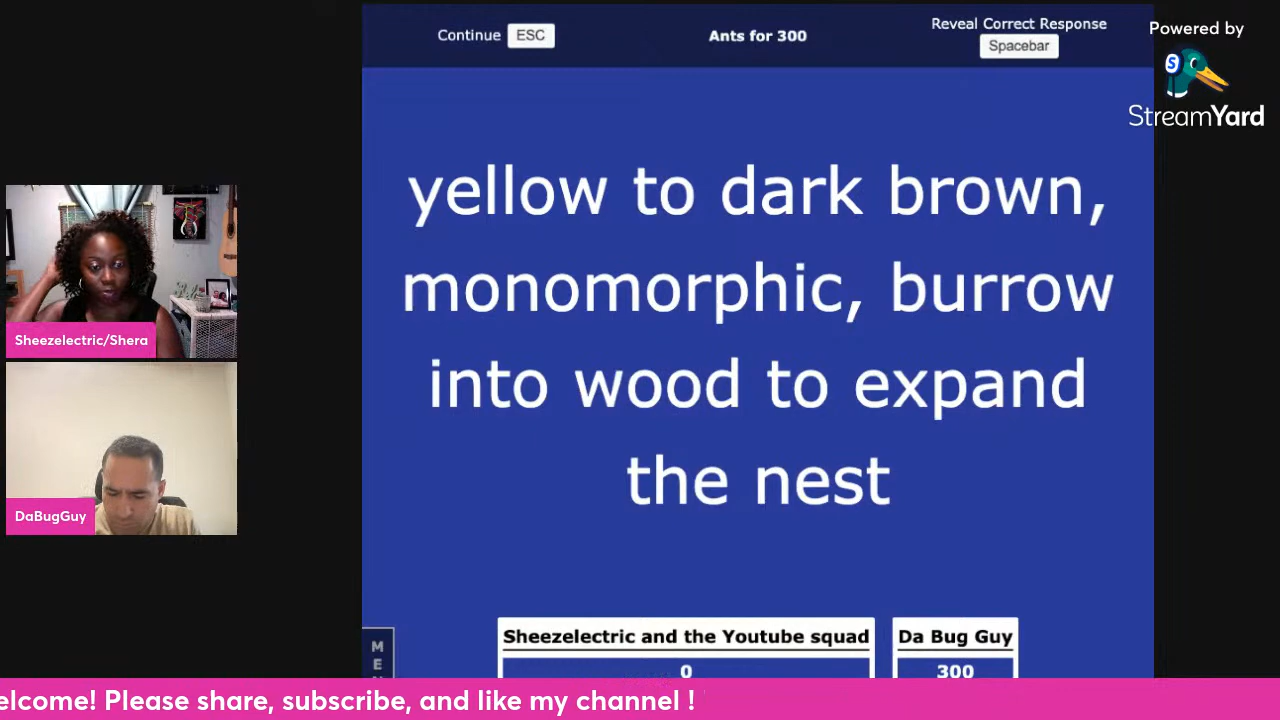 Continue ESC
Ants for 300
Reveal Correct Response
Spacebar
Powered by
StreamYard
yellow to dark brown,
monomorphic, burrow
into wood to expand
the nest
Sheezelectric/Shera
DaBugGuy
M
E
Sheezelectric and the Youtube squad
0
Da Bug Guy
300
elcome! Please share, subscribe, and like my channel !